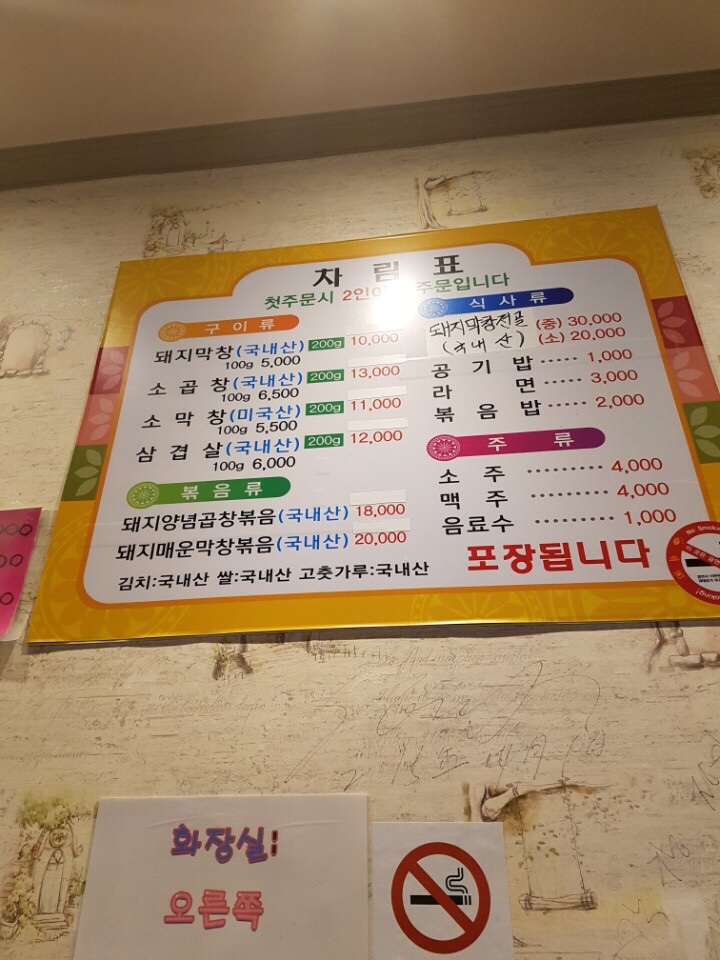 차림표
첫주문시 2인 주문입니다
구이류
돼지막창(국내산) 200g 10,000
100g 5,000
소곱창(국내산) 200g 13,000
100g 6,500
소막창(미국산) 200g 11,000
100g 5,500
삼겹살(국내산) 200g 12,000
100g 6,000
볶음류
돼지양념곱창볶음(국내산) 18,000
돼지매운막창볶음(국내산) 20,000
김치:국내산 쌀:국내산 고춧가루:국내산
식사류
돼지막창전골 (중) 30,000
(국내산) (소) 20,000
공기밥 ····· 1,000
라면 ····· 3,000
볶음밥 ····· 2,000
주류
소주 ········· 4,000
맥주 ········· 4,000
음료수 ········· 1,000
포장됩니다
No Smoking
화장실!
오른쪽